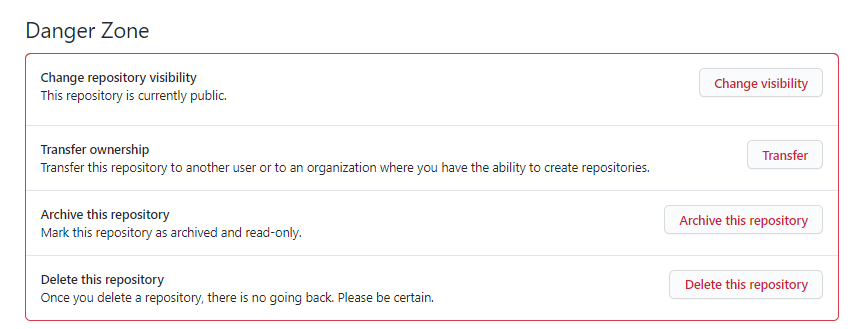 Danger Zone
Change repository visibility
This repository is currently public.
Change visibility
Transfer ownership
Transfer this repository to another user or to an organization where you have the ability to create repositories.
Transfer
Archive this repository
Mark this repository as archived and read-only.
Archive this repository
Delete this repository
Once you delete a repository, there is no going back. Please be certain.
Delete this repository